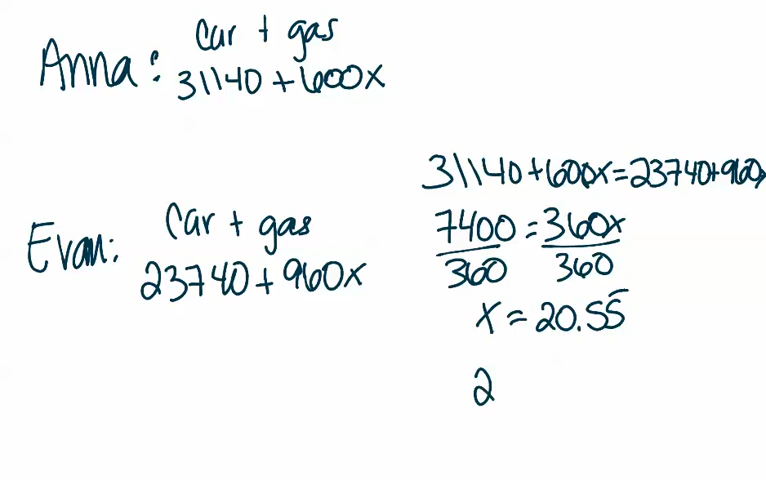 Car + gas
Anna: 31140 + 600x
31140 + 600x = 23740 + 960x
Car + gas
Evan: 23740 + 960x
7400 = 360x
360 360
x = 20.55
2